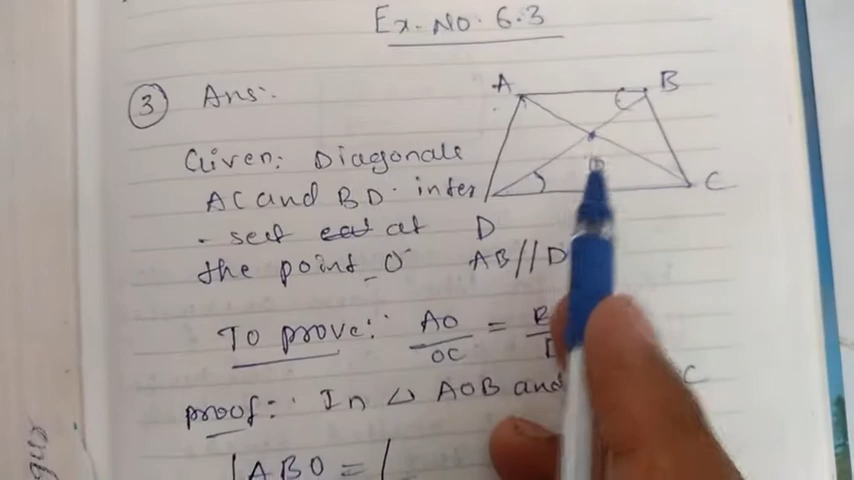 Ex. No. 6.3
3 Ans:
A B
Given: Diagonals
AC and BD inter
C
sect at D
the point O AB//D
To prove: AO/OC =
proof: In △ AOB and C
∠ABO = ∠